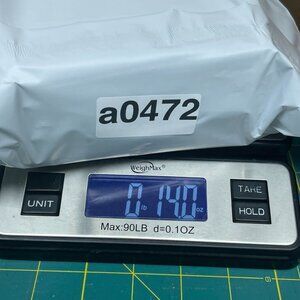 a0472
WeighMax®
UNIT
0 lb 14.0 oz
TARE
HOLD
Max:90LB d=0.1OZ